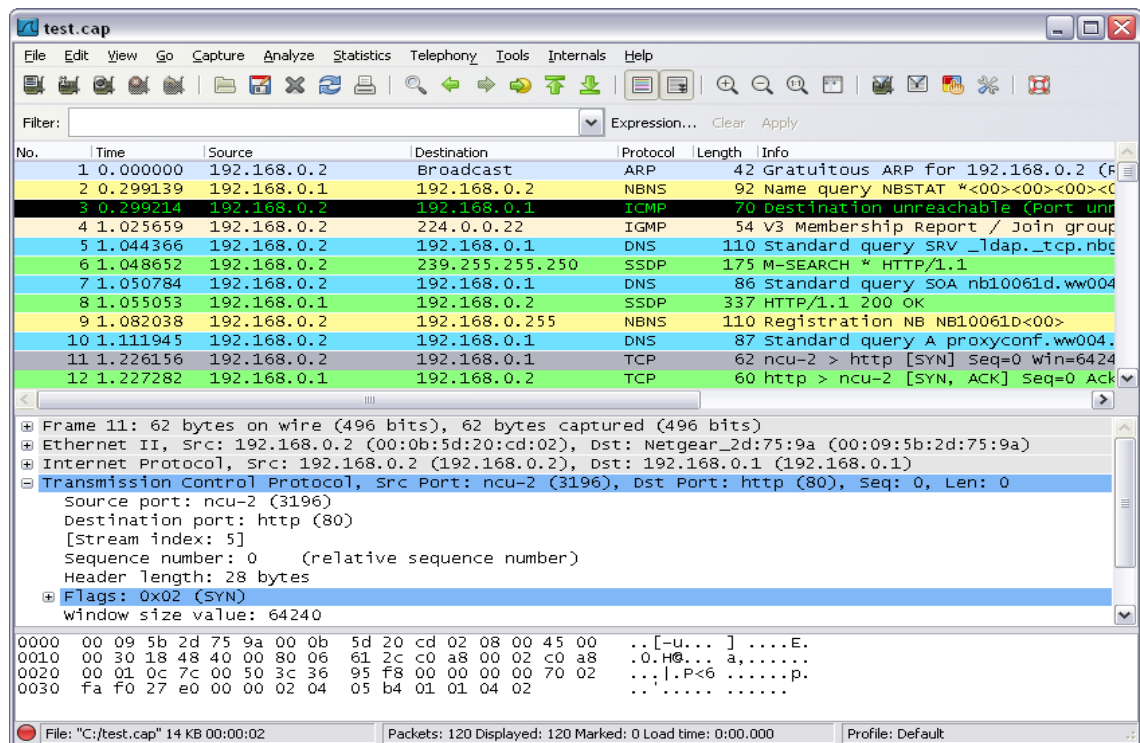 test.cap
File Edit View Go Capture Analyze Statistics Telephony Tools Internals Help
Filter: Expression... Clear Apply
No. Time Source Destination Protocol Length Info
1 0.000000 192.168.0.2 Broadcast ARP 42 Gratuitous ARP for 192.168.0.2 (R
2 0.299139 192.168.0.1 192.168.0.2 NBNS 92 Name query NBSTAT *<00><00><00><0
3 0.299214 192.168.0.2 192.168.0.1 ICMP 70 Destination unreachable (Port unr
4 1.025659 192.168.0.2 224.0.0.22 IGMP 54 V3 Membership Report / Join group
5 1.044366 192.168.0.2 192.168.0.1 DNS 110 Standard query SRV _ldap._tcp.nbg
6 1.048652 192.168.0.2 239.255.255.250 SSDP 175 M-SEARCH * HTTP/1.1
7 1.050784 192.168.0.2 192.168.0.1 DNS 86 Standard query SOA nb10061d.ww004
8 1.055053 192.168.0.1 192.168.0.2 SSDP 337 HTTP/1.1 200 OK
9 1.082038 192.168.0.2 192.168.0.255 NBNS 110 Registration NB NB10061D<00>
10 1.111945 192.168.0.2 192.168.0.1 DNS 87 Standard query A proxyconf.ww004.
11 1.226156 192.168.0.2 192.168.0.1 TCP 62 ncu-2 > http [SYN] Seq=0 Win=6424
12 1.227282 192.168.0.1 192.168.0.2 TCP 60 http > ncu-2 [SYN, ACK] Seq=0 Ack
Frame 11: 62 bytes on wire (496 bits), 62 bytes captured (496 bits)
Ethernet II, Src: 192.168.0.2 (00:0b:5d:20:cd:02), Dst: Netgear_2d:75:9a (00:09:5b:2d:75:9a)
Internet Protocol, Src: 192.168.0.2 (192.168.0.2), Dst: 192.168.0.1 (192.168.0.1)
Transmission Control Protocol, Src Port: ncu-2 (3196), Dst Port: http (80), Seq: 0, Len: 0
Source port: ncu-2 (3196)
Destination port: http (80)
[Stream index: 5]
Sequence number: 0 (relative sequence number)
Header length: 28 bytes
Flags: 0x02 (SYN)
Window size value: 64240
0000 00 09 5b 2d 75 9a 00 0b 5d 20 cd 02 08 00 45 00 ..[-u... ] ....E.
0010 00 30 18 48 40 00 80 06 61 2c c0 a8 00 02 c0 a8 .0.H@... a,......
0020 00 01 0c 7c 00 50 3c 36 95 f8 00 00 00 00 70 02 ...|.P<6 ......p.
0030 fa f0 27 e0 00 00 02 04 05 b4 01 01 04 02 ..'..... ......
File: "C:/test.cap" 14 KB 00:00:02 Packets: 120 Displayed: 120 Marked: 0 Load time: 0:00.000 Profile: Default